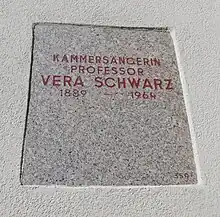 KAMMERSÄNGERIN
PROFESSOR
VERA SCHWARZ
1889 – 1964